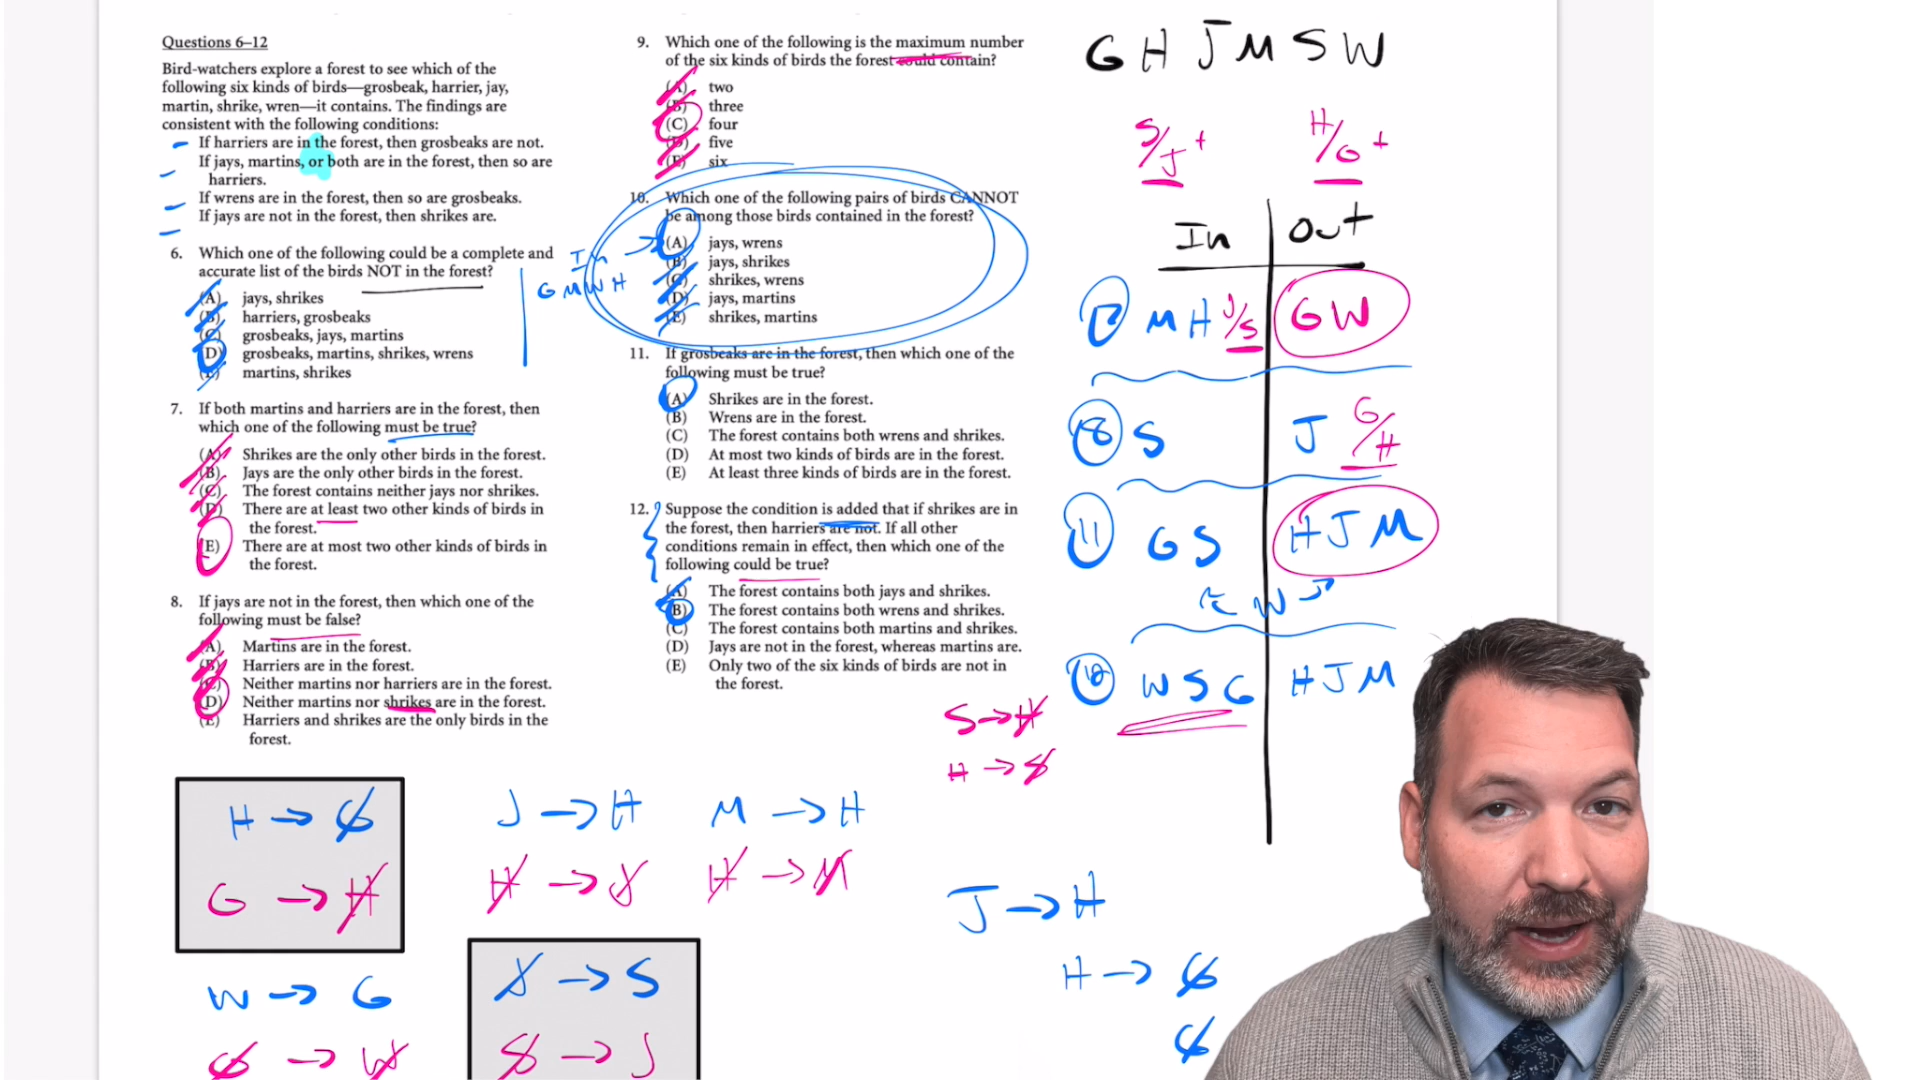 Questions 6–12
Bird-watchers explore a forest to see which of the
following six kinds of birds—grosbeak, harrier, jay,
martin, shrike, wren—it contains. The findings are
consistent with the following conditions:
If harriers are in the forest, then grosbeaks are not.
If jays, martins, or both are in the forest, then so are
harriers.
If wrens are in the forest, then so are grosbeaks.
If jays are not in the forest, then shrikes are.
6. Which one of the following could be a complete and
accurate list of the birds NOT in the forest?
(A) jays, shrikes
(B) harriers, grosbeaks
(C) grosbeaks, jays, martins
(D) grosbeaks, martins, shrikes, wrens
(E) martins, shrikes
7. If both martins and harriers are in the forest, then
which one of the following must be true?
(A) Shrikes are the only other birds in the forest.
(B) Jays are the only other birds in the forest.
(C) The forest contains neither jays nor shrikes.
(D) There are at least two other kinds of birds in
the forest.
(E) There are at most two other kinds of birds in
the forest.
8. If jays are not in the forest, then which one of the
following must be false?
(A) Martins are in the forest.
(B) Harriers are in the forest.
(C) Neither martins nor harriers are in the forest.
(D) Neither martins nor shrikes are in the forest.
(E) Harriers and shrikes are the only birds in the
forest.
9. Which one of the following is the maximum number
of the six kinds of birds the forest could contain?
(A) two
(B) three
(C) four
(D) five
(E) six
10. Which one of the following pairs of birds CANNOT
be among those birds contained in the forest?
(A) jays, wrens
(B) jays, shrikes
(C) shrikes, wrens
(D) jays, martins
(E) shrikes, martins
In
G M W H
11. If grosbeaks are in the forest, then which one of the
following must be true?
(A) Shrikes are in the forest.
(B) Wrens are in the forest.
(C) The forest contains both wrens and shrikes.
(D) At most two kinds of birds are in the forest.
(E) At least three kinds of birds are in the forest.
12. Suppose the condition is added that if shrikes are in
the forest, then harriers are not. If all other
conditions remain in effect, then which one of the
following could be true?
(A) The forest contains both jays and shrikes.
(B) The forest contains both wrens and shrikes.
(C) The forest contains both martins and shrikes.
(D) Jays are not in the forest, whereas martins are.
(E) Only two of the six kinds of birds are not in
the forest.
G H J M S W
S/J + H/G +
In Out
7 M H J/S G W
8 S J G/H
11 G S H J M
← W →
12 W S G H J M
S → H
H → S
H → G
G → H
W → G
G → W
J → H
H → J
M → H
H → M
J → S
S → J
J → H
H → G
G